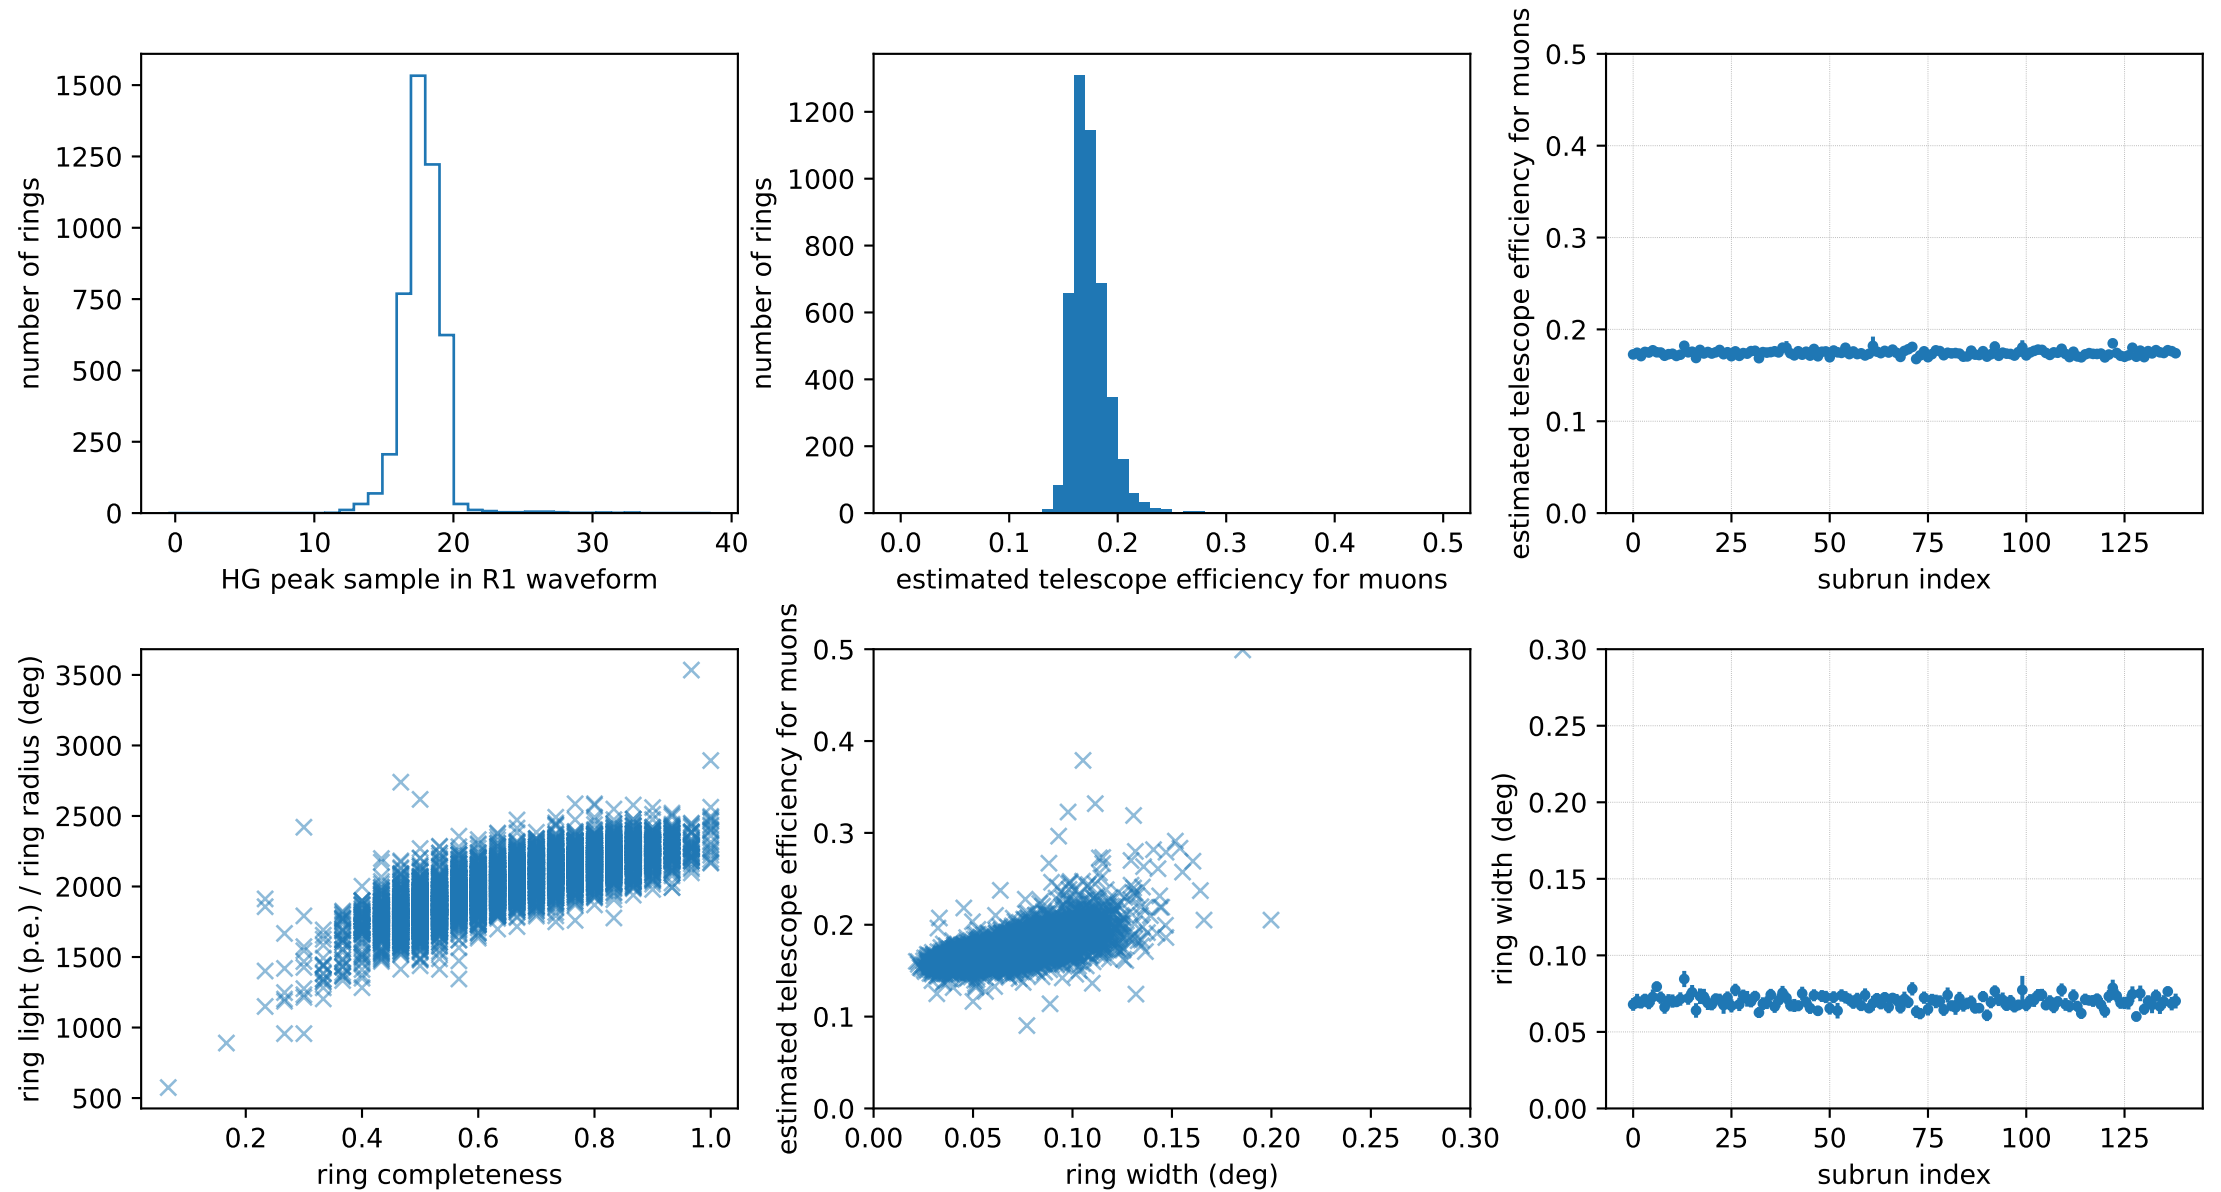 number of rings
1500
1250
1000
750
500
250
0
0 10 20 30 40
HG peak sample in R1 waveform
number of rings
1200
1000
800
600
400
200
0
0.0 0.1 0.2 0.3 0.4 0.5
estimated telescope efficiency for muons
estimated telescope efficiency for muons
0.5
0.4
0.3
0.2
0.1
0.0
0 25 50 75 100 125
subrun index
ring light (p.e.) / ring radius (deg)
3500
3000
2500
2000
1500
1000
500
0.2 0.4 0.6 0.8 1.0
ring completeness
estimated telescope efficiency for muons
0.5
0.4
0.3
0.2
0.1
0.0
0.00 0.05 0.10 0.15 0.20 0.25 0.30
ring width (deg)
ring width (deg)
0.30
0.25
0.20
0.15
0.10
0.05
0.00
0 25 50 75 100 125
subrun index